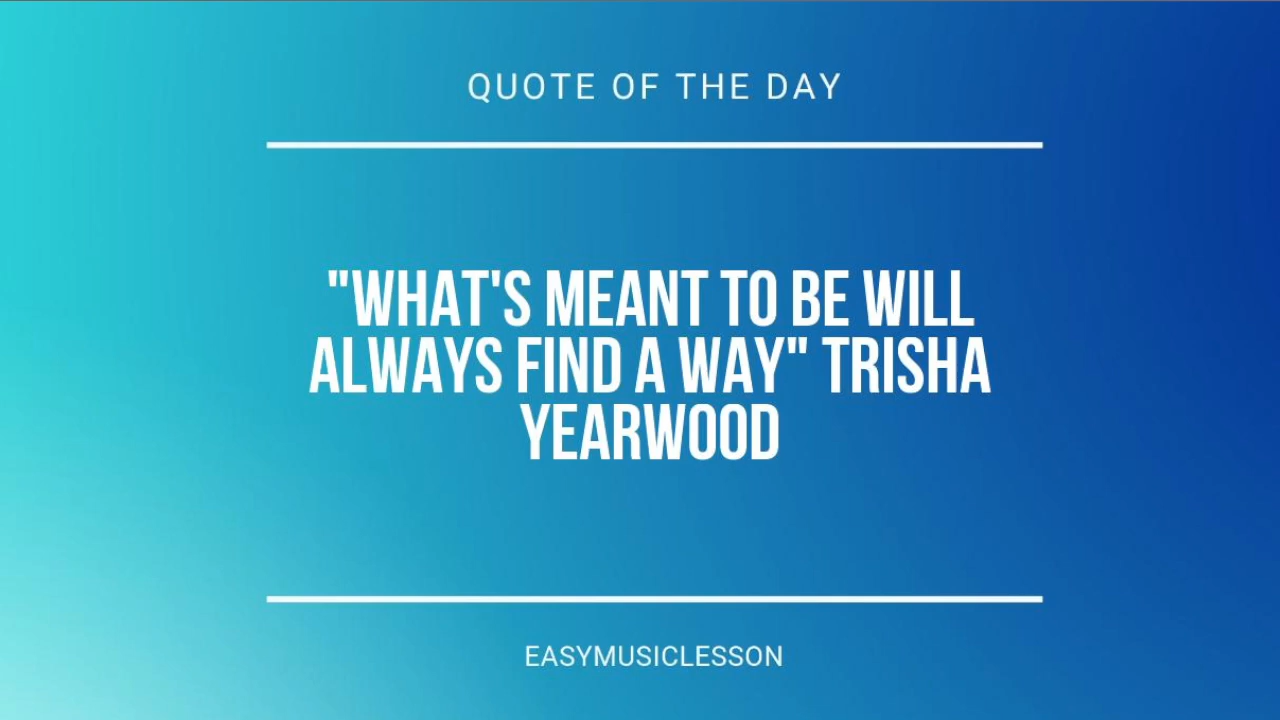 QUOTE OF THE DAY
"WHAT'S MEANT TO BE WILL
ALWAYS FIND A WAY" TRISHA
YEARWOOD
EASYMUSICLESSON